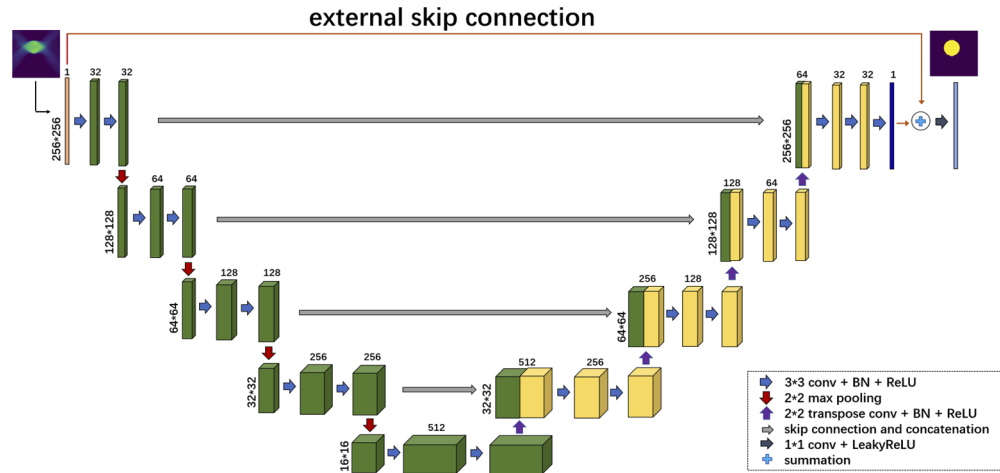 external skip connection
1 32 32
256*256
64 32 32 1
256*256
64 64
128*128
128 64
128*128
128 128
64*64
256 128
64*64
256 256
32*32
512 256
32*32
512
16*16
3*3 conv + BN + ReLU
2*2 max pooling
2*2 transpose conv + BN + ReLU
skip connection and concatenation
1*1 conv + LeakyReLU
summation